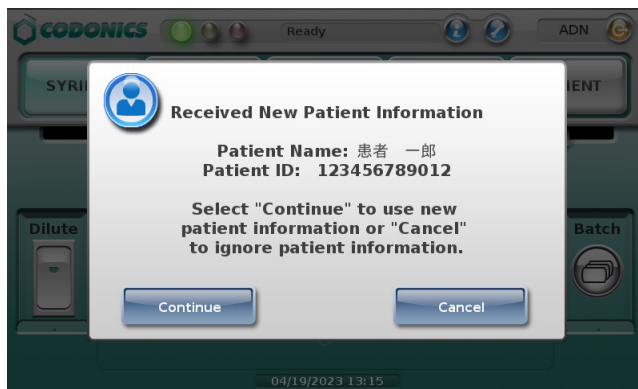 CODONICS
Ready
ADN
SYRI
IENT
Received New Patient Information
Patient Name: 患者　一郎
Patient ID: 123456789012
Select "Continue" to use new
patient information or "Cancel"
to ignore patient information.
Dilute
Batch
Continue
Cancel
04/19/2023 13:15